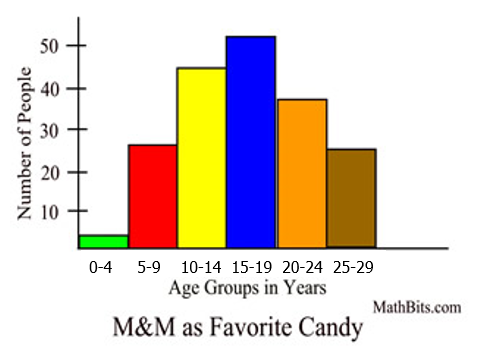 Number of People
50
40
30
20
10
0-4 5-9 10-14 15-19 20-24 25-29
Age Groups in Years
MathBits.com
M&M as Favorite Candy